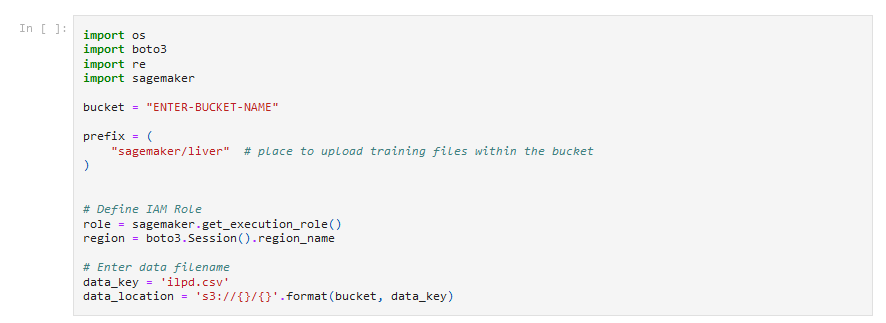 In [ ]:
import os
import boto3
import re
import sagemaker
bucket = "ENTER-BUCKET-NAME"
prefix = (
    "sagemaker/liver"  # place to upload training files within the bucket
)
# Define IAM Role
role = sagemaker.get_execution_role()
region = boto3.Session().region_name
# Enter data filename
data_key = 'ilpd.csv'
data_location = 's3://{}/{}'.format(bucket, data_key)